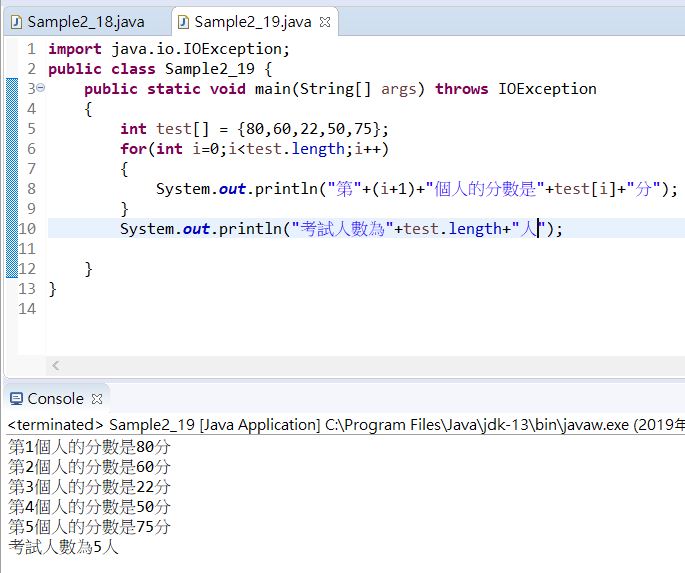 Sample2_18.java Sample2_19.java
1 import java.io.IOException;
2 public class Sample2_19 {
3 public static void main(String[] args) throws IOException
4 {
5 int test[] = {80,60,22,50,75};
6 for(int i=0;i<test.length;i++)
7 {
8 System.out.println("第"+(i+1)+"個人的分數是"+test[i]+"分");
9 }
10 System.out.println("考試人數為"+test.length+"人");
11
12 }
13 }
14
Console
<terminated> Sample2_19 [Java Application] C:\Program Files\Java\jdk-13\bin\javaw.exe (2019年
第1個人的分數是80分
第2個人的分數是60分
第3個人的分數是22分
第4個人的分數是50分
第5個人的分數是75分
考試人數為5人